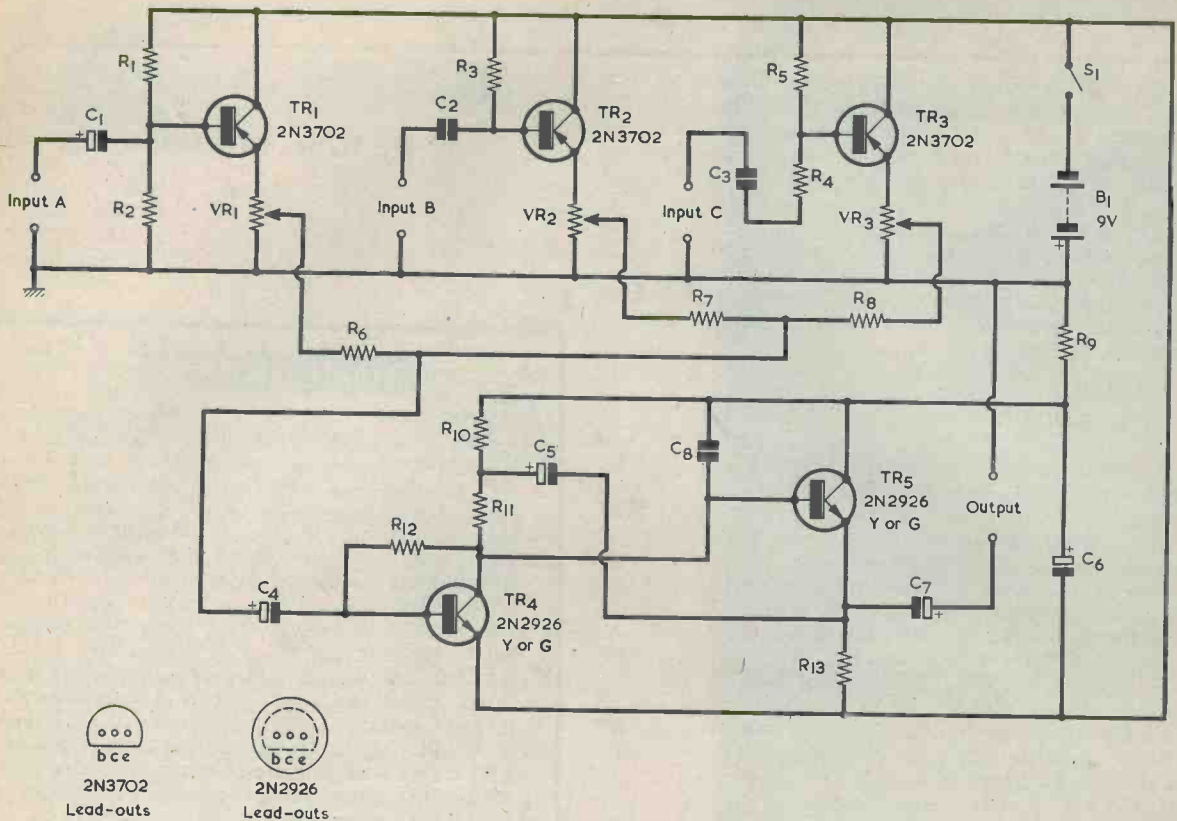 R1
C1
+
TR1
2N3702
Input A
R2
VR1
R3
C2
TR2
2N3702
Input B
VR2
R5
TR3
2N3702
C3
R4
Input C
VR3
S1
B1
9V
+
R6
R7
R8
R9
R10
C5
+
C8
R11
TR5
2N2926
Y or G
Output
R12
C4
+
TR4
2N2926
Y or G
C7
+
C6
+
R13
b c e
2N3702
Lead-outs
b c e
2N2926
Lead-outs